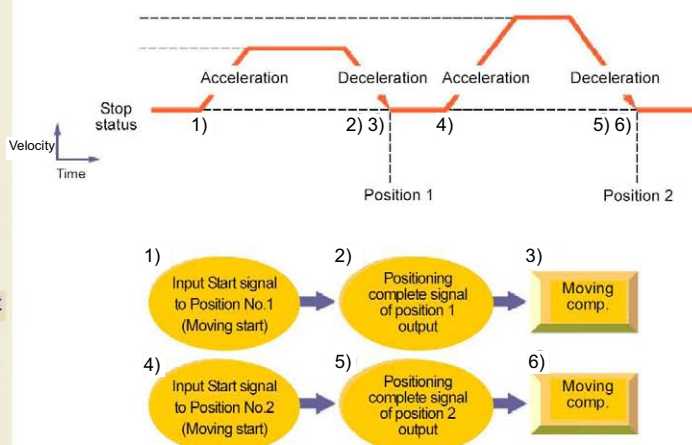 Acceleration Deceleration Acceleration Deceleration
Stop
status
1) 2) 3) 4) 5) 6)
Velocity
Time
Position 1 Position 2
1) 2) 3)
Input Start signal
to Position No.1
(Moving start)
Positioning
complete signal
of position 1
output
Moving
comp.
4) 5) 6)
Input Start signal
to Position No.2
(Moving start)
Positioning
complete signal
of position 2
output
Moving
comp.